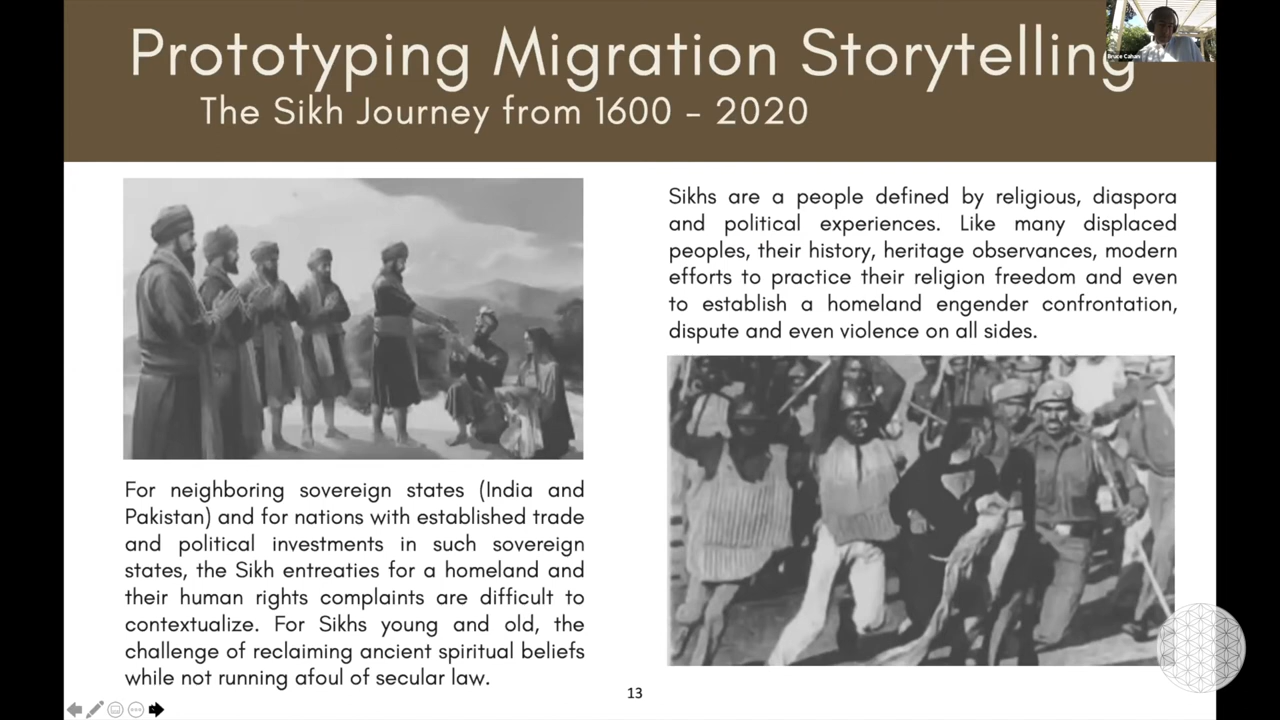 Prototyping Migration Storytelling
The Sikh Journey from 1600 - 2020
Bruce Cahan
For neighboring sovereign states (India and
Pakistan) and for nations with established trade
and political investments in such sovereign
states, the Sikh entreaties for a homeland and
their human rights complaints are difficult to
contextualize. For Sikhs young and old, the
challenge of reclaiming ancient spiritual beliefs
while not running afoul of secular law.
Sikhs are a people defined by religious, diaspora
and political experiences. Like many displaced
peoples, their history, heritage observances, modern
efforts to practice their religion freedom and even
to establish a homeland engender confrontation,
dispute and even violence on all sides.
13